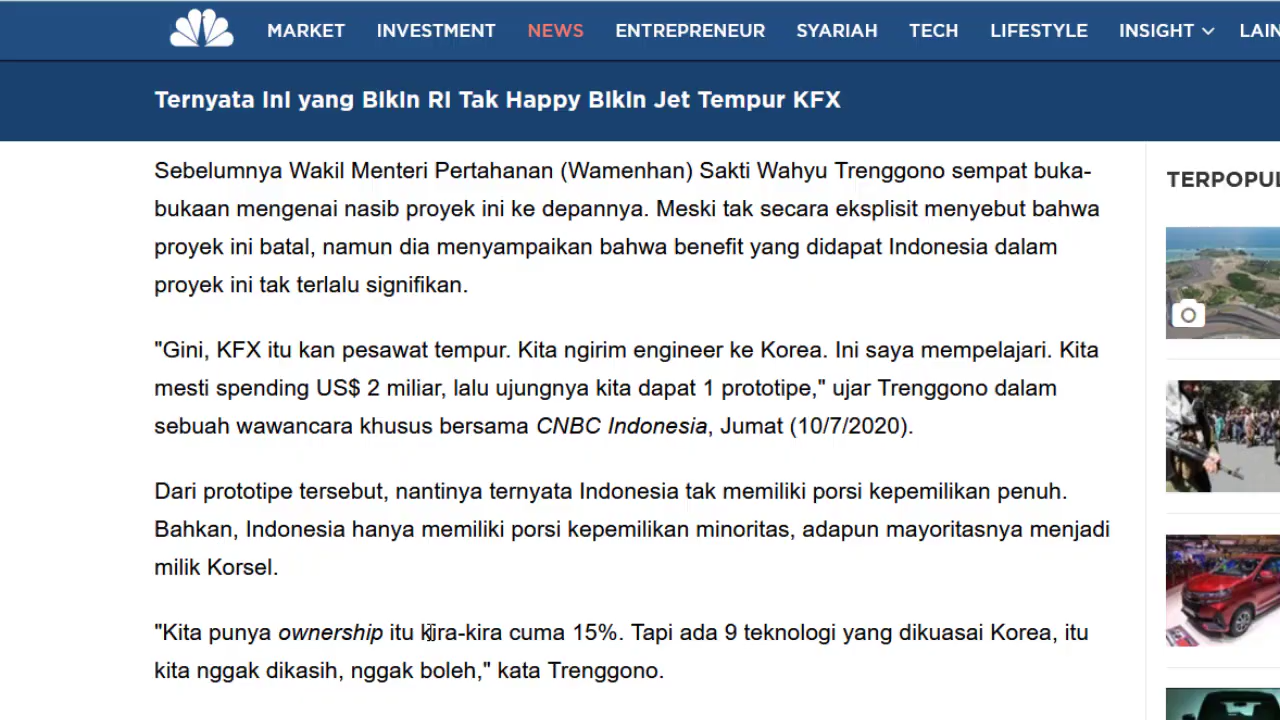 MARKET INVESTMENT NEWS ENTREPRENEUR SYARIAH TECH LIFESTYLE INSIGHT LAIN
Ternyata Ini yang Bikin RI Tak Happy Bikin Jet Tempur KFX
Sebelumnya Wakil Menteri Pertahanan (Wamenhan) Sakti Wahyu Trenggono sempat buka-
bukaan mengenai nasib proyek ini ke depannya. Meski tak secara eksplisit menyebut bahwa
proyek ini batal, namun dia menyampaikan bahwa benefit yang didapat Indonesia dalam
proyek ini tak terlalu signifikan.
"Gini, KFX itu kan pesawat tempur. Kita ngirim engineer ke Korea. Ini saya mempelajari. Kita
mesti spending US$ 2 miliar, lalu ujungnya kita dapat 1 prototipe," ujar Trenggono dalam
sebuah wawancara khusus bersama CNBC Indonesia, Jumat (10/7/2020).
Dari prototipe tersebut, nantinya ternyata Indonesia tak memiliki porsi kepemilikan penuh.
Bahkan, Indonesia hanya memiliki porsi kepemilikan minoritas, adapun mayoritasnya menjadi
milik Korsel.
"Kita punya ownership itu kira-kira cuma 15%. Tapi ada 9 teknologi yang dikuasai Korea, itu
kita nggak dikasih, nggak boleh," kata Trenggono.
TERPOPUL